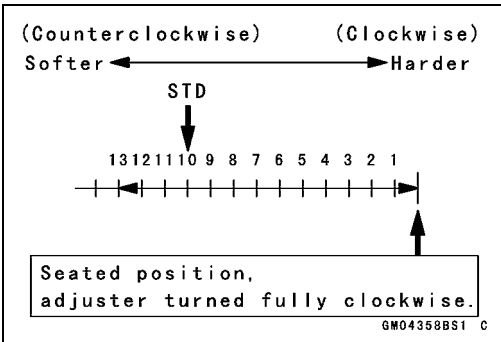 (Counterclockwise) (Clockwise)
Softer Harder
STD
13 12 11 10 9 8 7 6 5 4 3 2 1
Seated position,
adjuster turned fully clockwise.
GM04358BS1 C